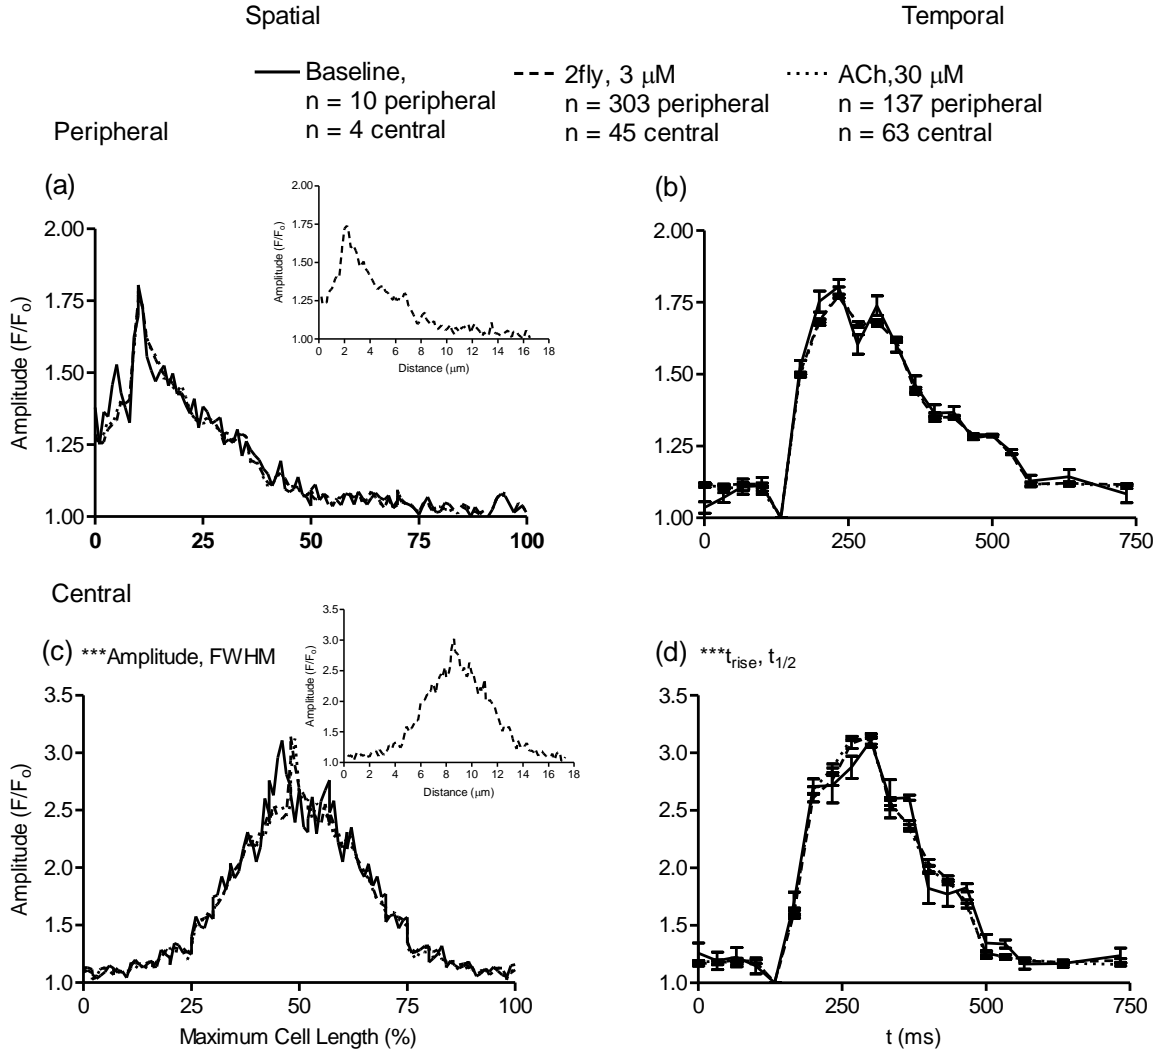 Spatial
Temporal
Baseline,
n = 10 peripheral
n = 4 central
2fly, 3 μM
n = 303 peripheral
n = 45 central
ACh,30 μM
n = 137 peripheral
n = 63 central
Peripheral
(a)
2.00
1.75
1.50
1.25
1.00
Amplitude (F/Fo)
0 25 50 75 100
2.00
1.75
1.50
1.25
1.00
Amplitude (F/Fo)
0 2 4 6 8 10 12 14 16 18
Distance (μm)
(b)
2.00
1.75
1.50
1.25
1.00
0 250 500 750
Central
(c) ***Amplitude, FWHM
3.5
3.0
2.5
2.0
1.5
1.0
Amplitude (F/Fo)
0 25 50 75 100
Maximum Cell Length (%)
3.5
3.0
2.5
2.0
1.5
1.0
Amplitude (F/Fo)
0 2 4 6 8 10 12 14 16 18
Distance (μm)
(d) ***trise, t1/2
3.5
3.0
2.5
2.0
1.5
1.0
0 250 500 750
t (ms)